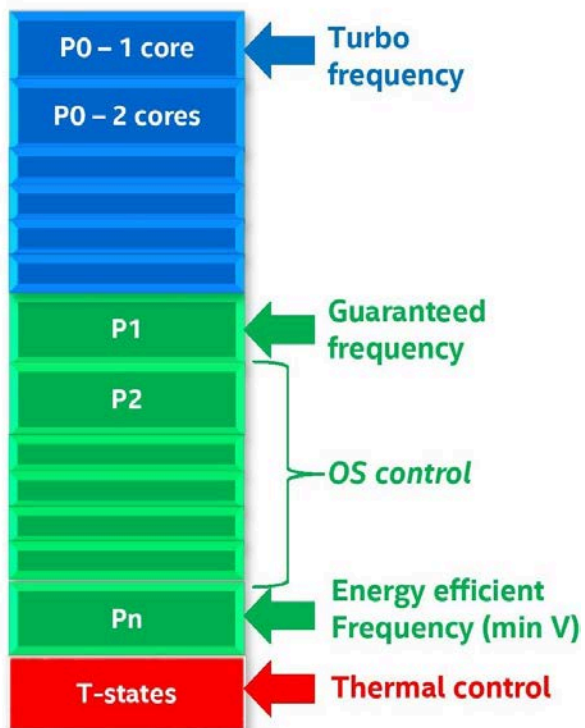 P0 – 1 core
Turbo
frequency
P0 – 2 cores
P1
Guaranteed
frequency
P2
OS control
Pn
Energy efficient
Frequency (min V)
T-states
Thermal control